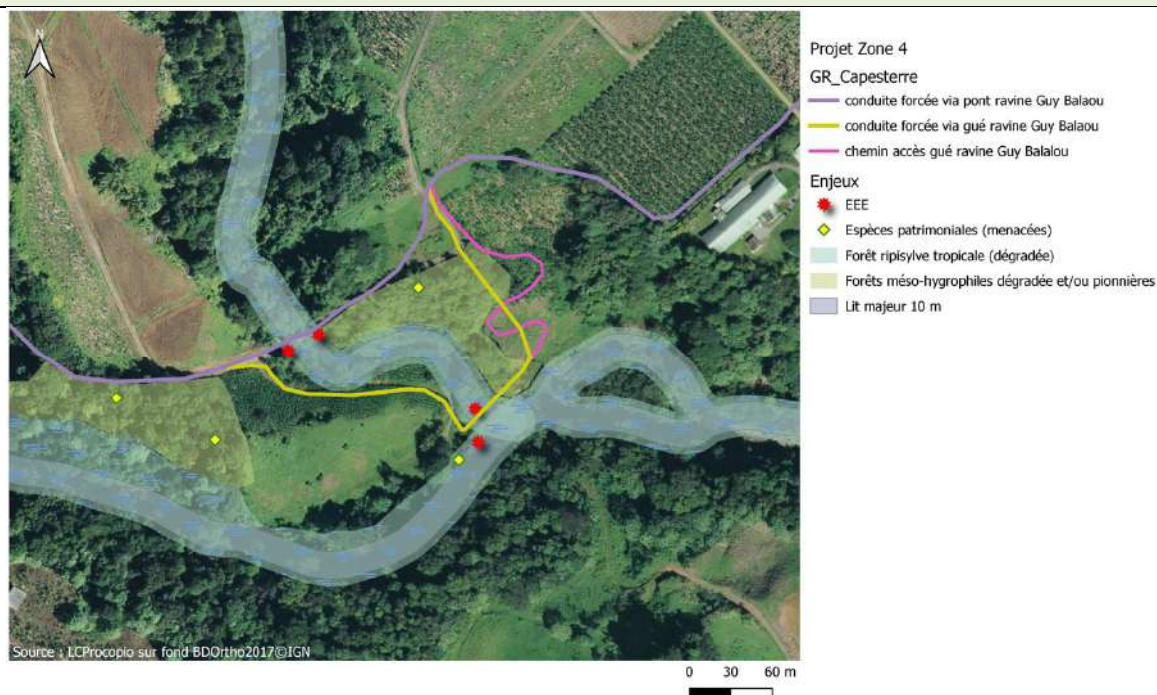 N
Projet Zone 4
GR_Capesterre
conduite forcée via pont ravine Guy Balaou
conduite forcée via gué ravine Guy Balaou
chemin accès gué ravine Guy Balalou
Enjeux
EEE
Espèces patrimoniales (menacées)
Forêt ripisylve tropicale (dégradée)
Forêts méso-hygrophiles dégradée et/ou pionnières
Lit majeur 10 m
Source : LCProcopio sur fond BDOrtho2017©IGN
0 30 60 m